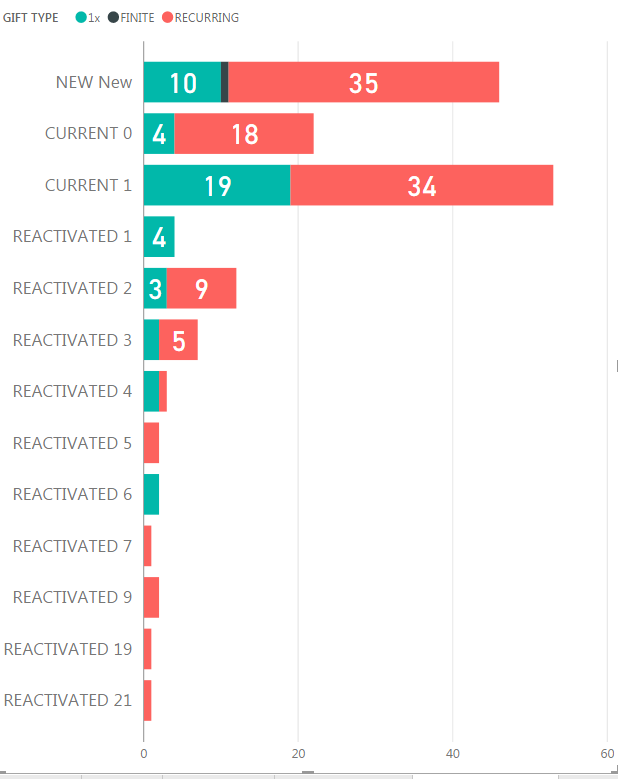 GIFT TYPE 1x FINITE RECURRING
NEW New 10 35
CURRENT 0 4 18
CURRENT 1 19 34
REACTIVATED 1 4
REACTIVATED 2 3 9
REACTIVATED 3 5
REACTIVATED 4
REACTIVATED 5
REACTIVATED 6
REACTIVATED 7
REACTIVATED 9
REACTIVATED 19
REACTIVATED 21
0 20 40 60